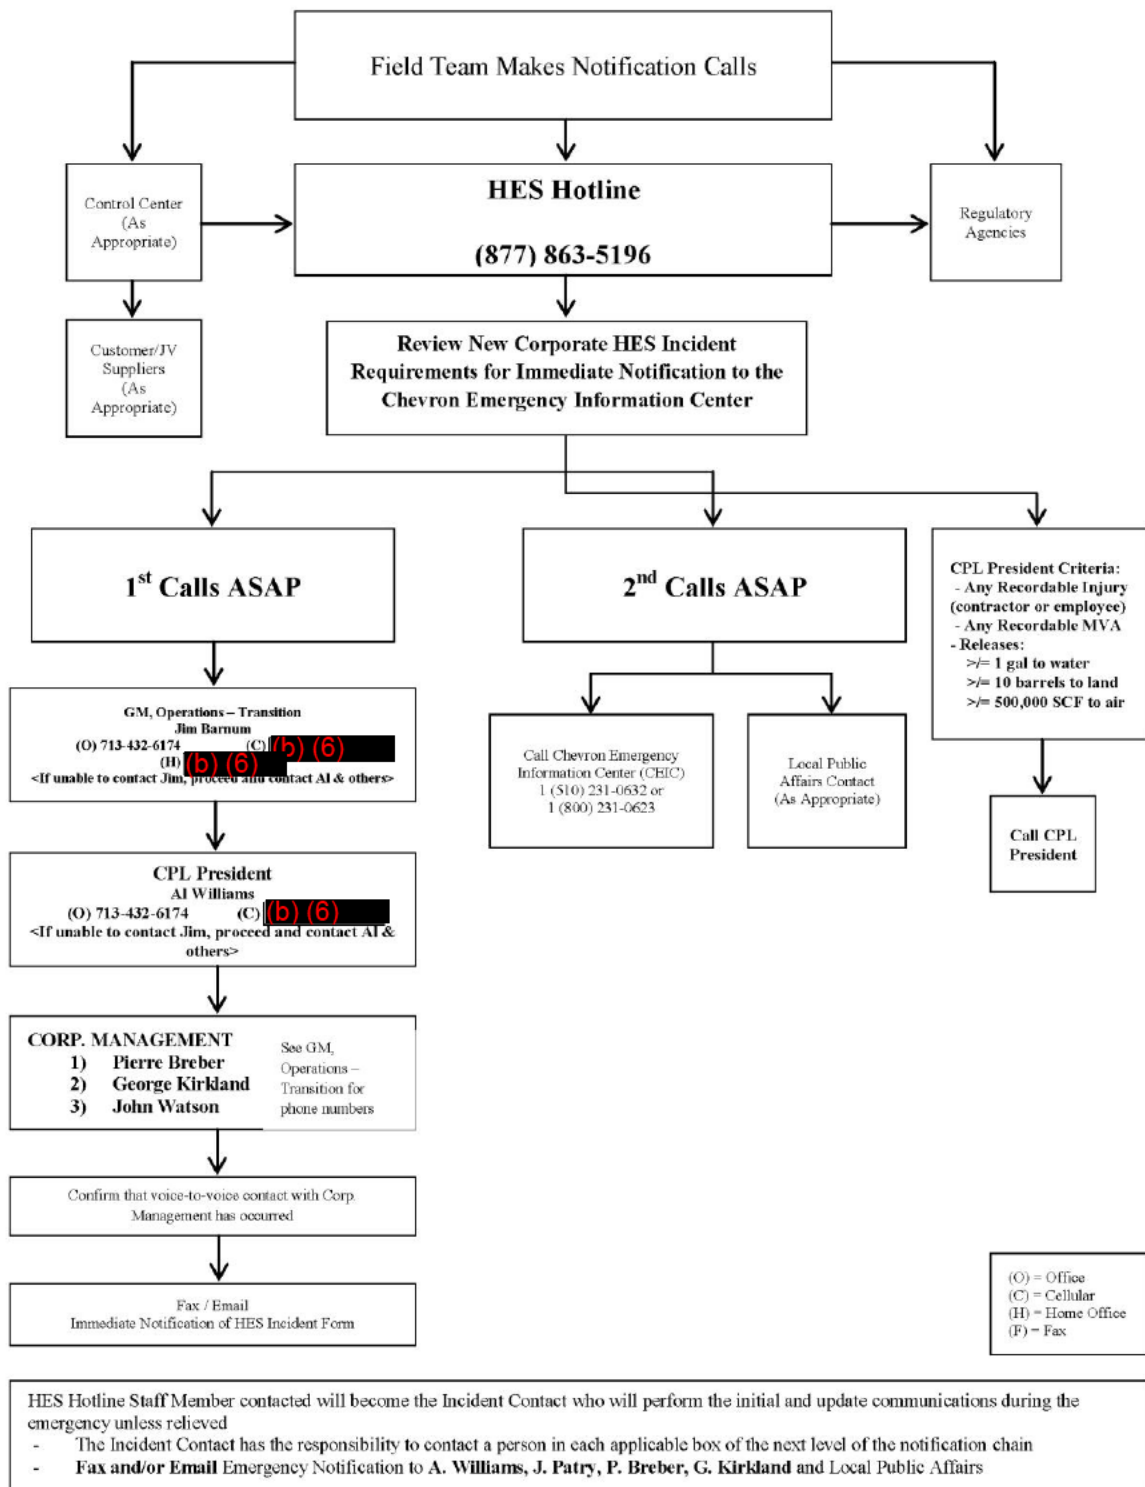 Field Team Makes Notification Calls
Control Center
(As
Appropriate)
HES Hotline
(877) 863-5196
Regulatory
Agencies
Customer/JV
Suppliers
(As
Appropriate)
Review New Corporate HES Incident
Requirements for Immediate Notification to the
Chevron Emergency Information Center
1st Calls ASAP
2nd Calls ASAP
CPL President Criteria:
- Any Recordable Injury
(contractor or employee)
- Any Recordable MVA
- Releases:
>/= 1 gal to water
>/= 10 barrels to land
>/= 500,000 SCF to air
GM, Operations – Transition
Jim Barnum
(O) 713-432-6174 (C) (b) (6)
(H) (b) (6)
<If unable to contact Jim, proceed and contact Al & others>
Call Chevron Emergency
Information Center (CEIC)
1 (510) 231-0632 or
1 (800) 231-0623
Local Public
Affairs Contact
(As Appropriate)
Call CPL
President
CPL President
Al Williams
(O) 713-432-6174 (C) (b) (6)
<If unable to contact Jim, proceed and contact Al &
others>
CORP. MANAGEMENT
1) Pierre Breber
2) George Kirkland
3) John Watson
See GM,
Operations –
Transition for
phone numbers
Confirm that voice-to-voice contact with Corp.
Management has occurred
Fax / Email
Immediate Notification of HES Incident Form
(O) = Office
(C) = Cellular
(H) = Home Office
(F) = Fax
HES Hotline Staff Member contacted will become the Incident Contact who will perform the initial and update communications during the
emergency unless relieved
- The Incident Contact has the responsibility to contact a person in each applicable box of the next level of the notification chain
- Fax and/or Email Emergency Notification to A. Williams, J. Patry, P. Breber, G. Kirkland and Local Public Affairs